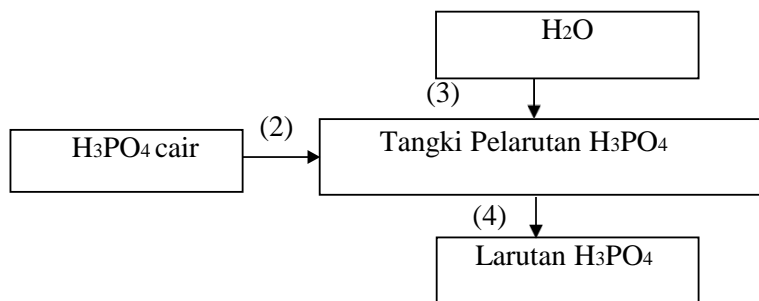 H₂O
(3)
(2)
H₃PO₄ cair
Tangki Pelarutan H₃PO₄
(4)
Larutan H₃PO₄